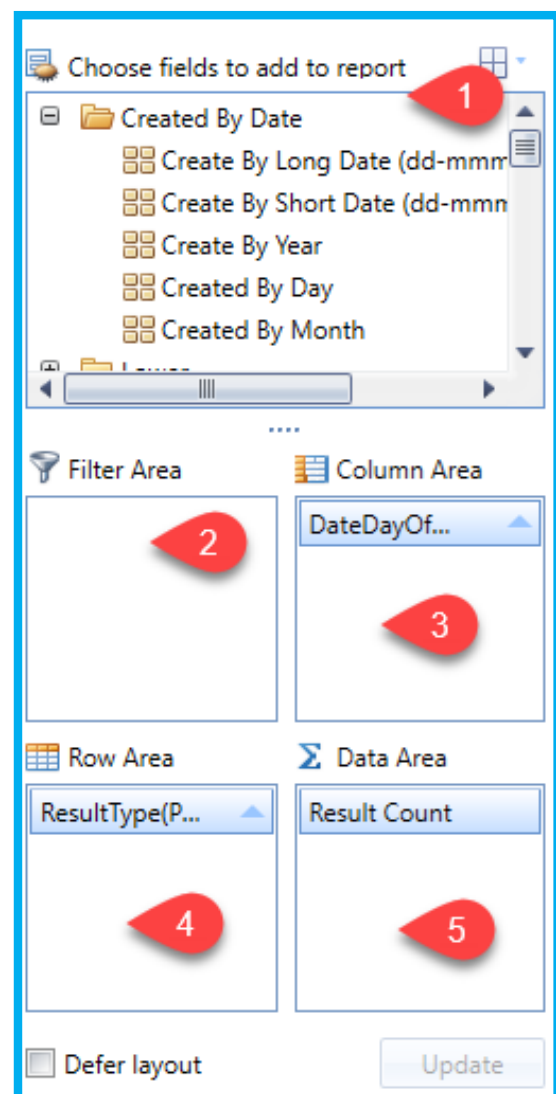 Choose fields to add to report
1
Created By Date
Create By Long Date (dd-mmm
Create By Short Date (dd-mmm
Create By Year
Created By Day
Created By Month
Filter Area
Column Area
2
DateDayOf...
3
Row Area
Data Area
ResultType(P...
Result Count
4
5
Defer layout
Update